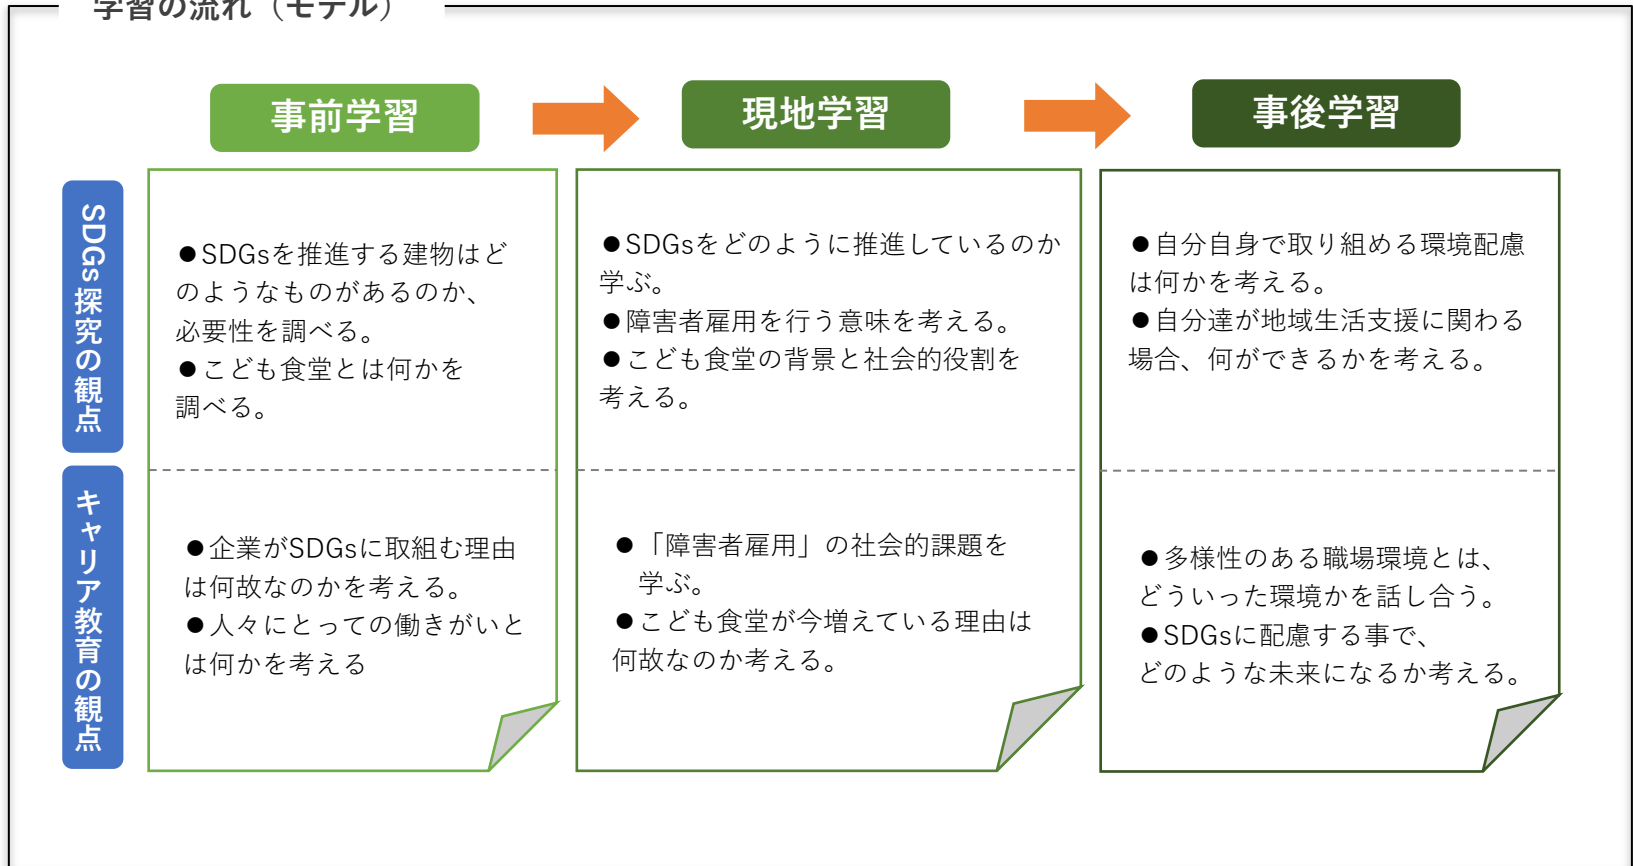 学習の流れ（モデル）
事前学習
現地学習
事後学習
SDGs探究の観点
●SDGsを推進する建物はど
のようなものがあるのか、
必要性を調べる。
●こども食堂とは何かを
調べる。
●SDGsをどのように推進しているのか
学ぶ。
●障害者雇用を行う意味を考える。
●こども食堂の背景と社会的役割を
考える。
●自分自身で取り組める環境配慮
は何かを考える。
●自分達が地域生活支援に関わる
場合、何ができるかを考える。
キャリア教育の観点
●企業がSDGsに取組む理由
は何故なのかを考える。
●人々にとっての働きがいと
は何かを考える
●「障害者雇用」の社会的課題を
学ぶ。
●こども食堂が今増えている理由は
何故なのか考える。
●多様性のある職場環境とは、
どういった環境かを話し合う。
●SDGsに配慮する事で、
どのような未来になるか考える。